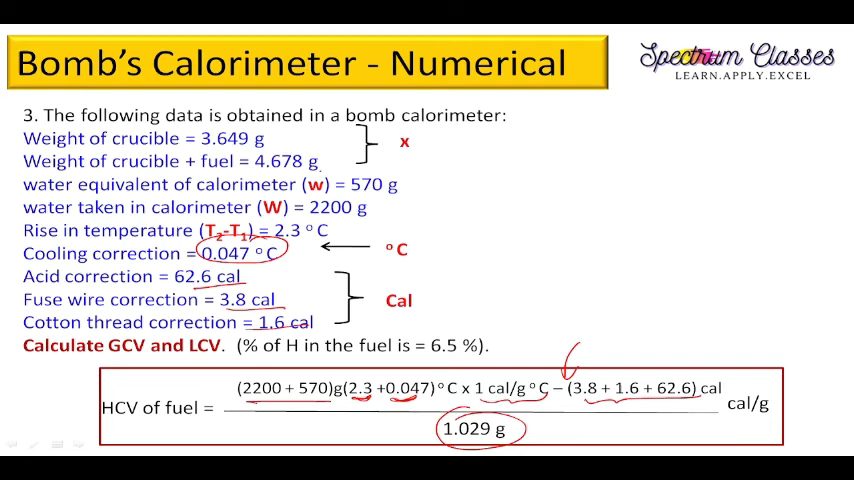 Bomb's Calorimeter - Numerical
Spectrum Classes
LEARN.APPLY.EXCEL
3. The following data is obtained in a bomb calorimeter:
Weight of crucible = 3.649 g
Weight of crucible + fuel = 4.678 g
x
water equivalent of calorimeter (w) = 570 g
water taken in calorimeter (W) = 2200 g
Rise in temperature (T2-T1) = 2.3 °C
Cooling correction = 0.047 °C
°C
Acid correction = 62.6 cal
Fuse wire correction = 3.8 cal
Cal
Cotton thread correction = 1.6 cal
Calculate GCV and LCV. (% of H in the fuel is = 6.5 %).
(2200 + 570)g(2.3 +0.047) °C x 1 cal/g °C – (3.8 + 1.6 + 62.6) cal
HCV of fuel = cal/g
1.029 g